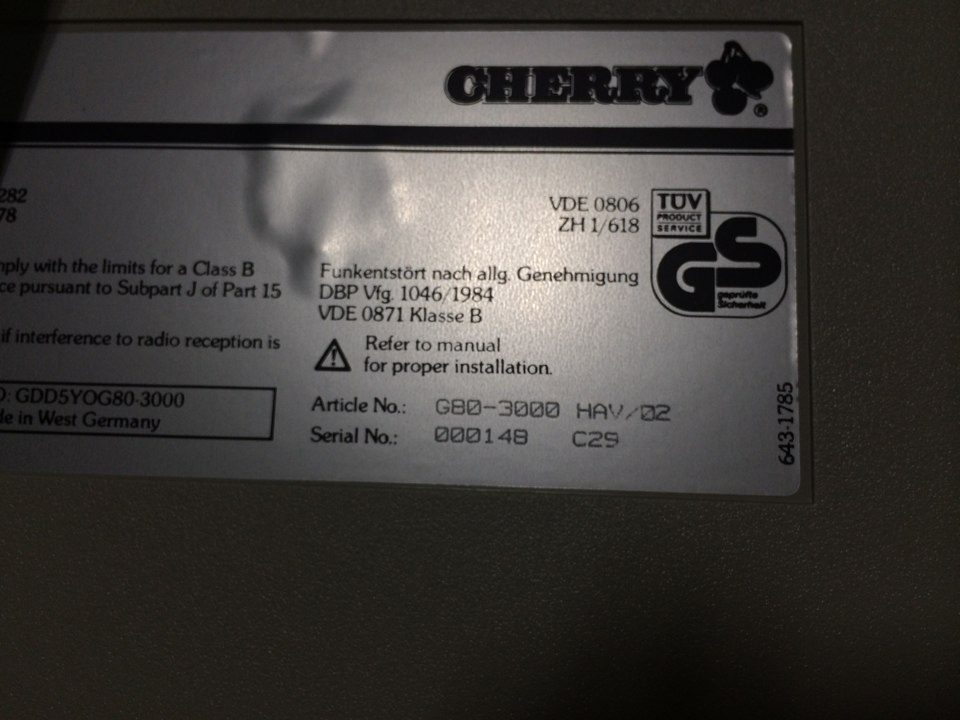 CHERRY
®
282
78
VDE 0806
ZH 1/618
TÜV
PRODUCT
SERVICE
GS
geprüfte
Sicherheit
mply with the limits for a Class B
ce pursuant to Subpart J of Part 15
if interference to radio reception is
D: GDD5YOG80-3000
de in West Germany
Funkentstört nach allg. Genehmigung
DBP Vfg. 1046/1984
VDE 0871 Klasse B
Refer to manual
for proper installation.
Article No.: G80-3000 HAV/02
Serial No.: 000148 C29
643-1785